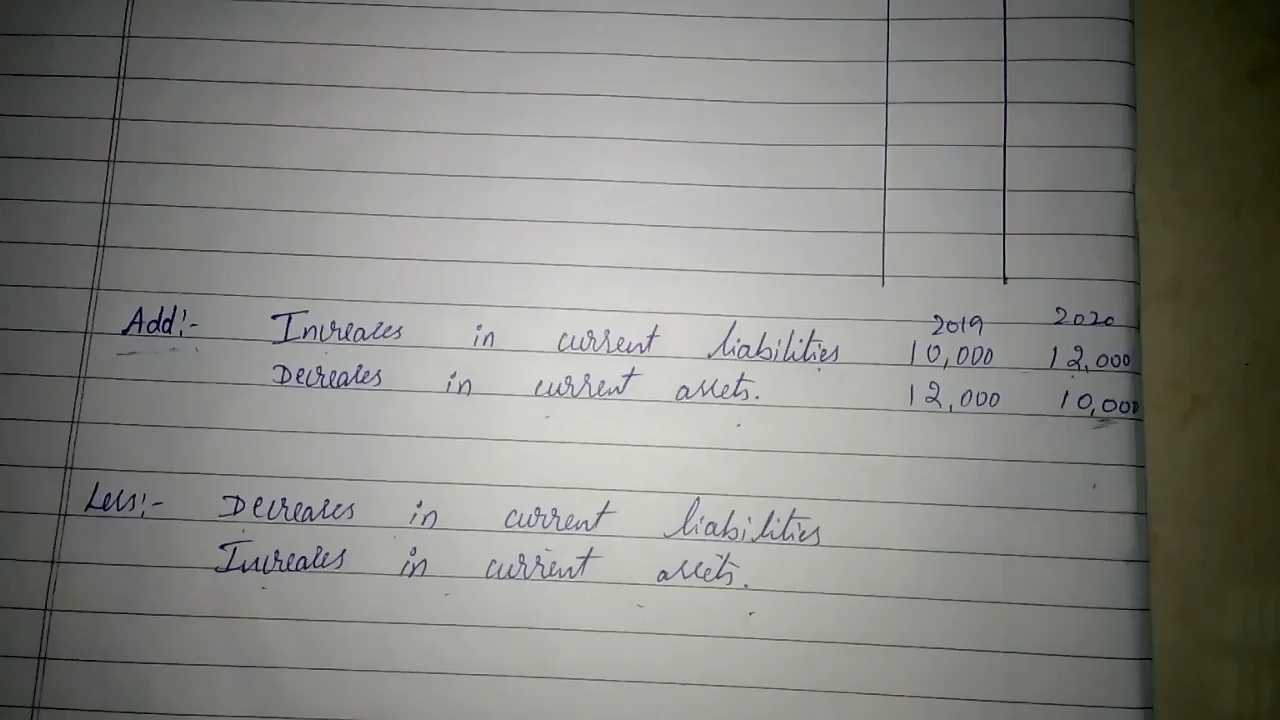 2019 2020
Add:- Increases in current liabilities 10,000 12,000
Decreases in current assets. 12,000 10,000
Less:- Decreases in current liabilities
Increases in current assets.